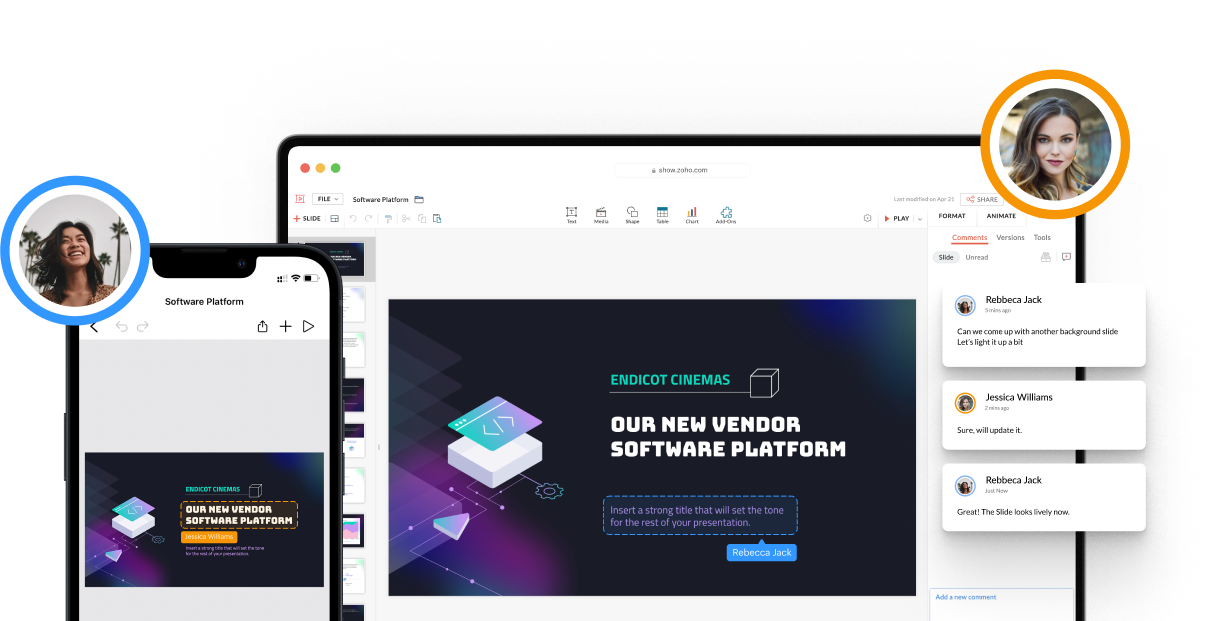 show.zoho.com
FILE
Software Platform
Last modified on Apr 21
SHARE
SLIDE
Text
Media
Shape
Table
Chart
Add-Ons
PLAY
FORMAT
ANIMATE
Comments
Versions
Tools
Slide
Unread
Rebbeca Jack
5 mins ago
Can we come up with another background slide
Let's light it up a bit
Jessica Williams
2 mins ago
Sure, will update it.
Rebbeca Jack
Just Now
Great! The Slide looks lively now.
Add a new comment
ENDICOT CINEMAS
OUR NEW VENDOR
SOFTWARE PLATFORM
Insert a strong title that will set the tone
for the rest of your presentation.
Rebecca Jack
Software Platform
ENDICOT CINEMAS
OUR NEW VENDOR
SOFTWARE PLATFORM
Jessica Williams
Insert a strong title that will set the tone
for the rest of your presentation.